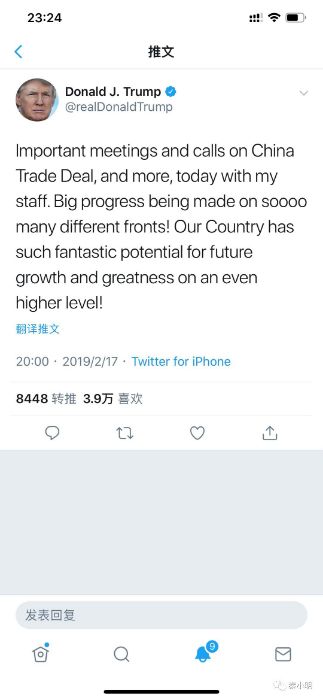 23:24
推文
Donald J. Trump
@realDonaldTrump
Important meetings and calls on China
Trade Deal, and more, today with my
staff. Big progress being made on soooo
many different fronts! Our Country has
such fantastic potential for future
growth and greatness on an even
higher level!
翻译推文
20:00 · 2019/2/17 · Twitter for iPhone
8448 转推 3.9万 喜欢
发表回复
9